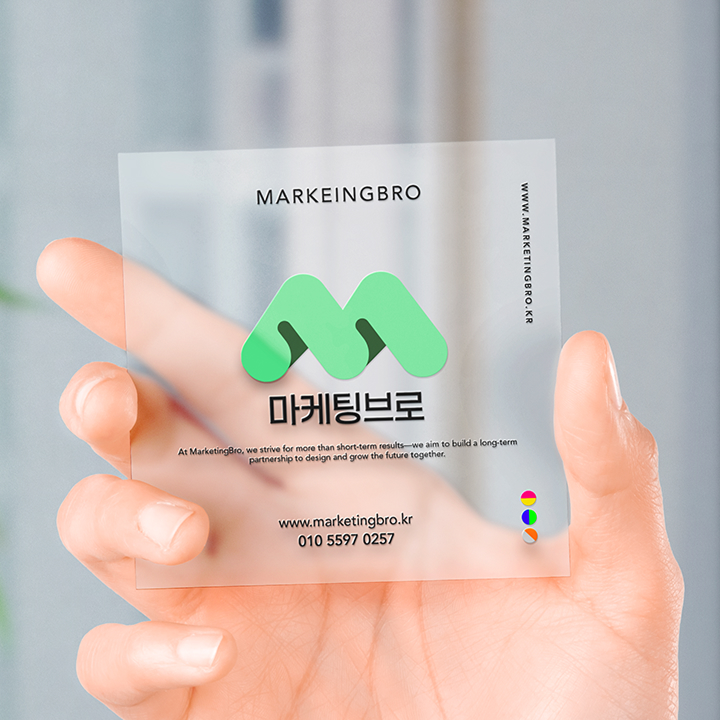 MARKEINGBRO
WWW.MARKETINGBRO.KR
마케팅브로
At MarketingBro, we strive for more than short-term results—we aim to build a long-term
partnership to design and grow the future together.
www.marketingbro.kr
010 5597 0257